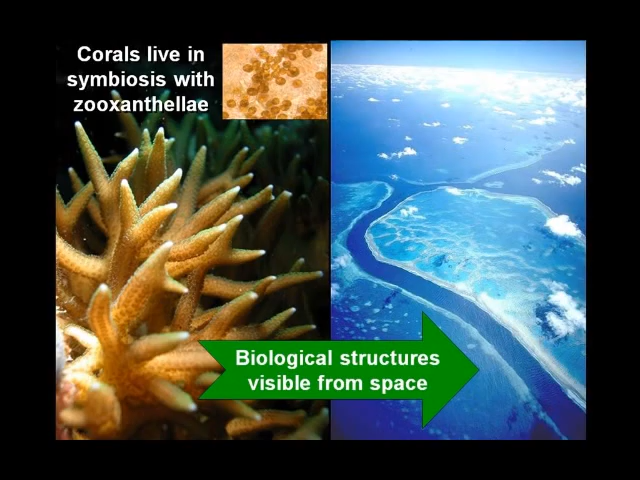 Corals live in
symbiosis with
zooxanthellae
Biological structures
visible from space